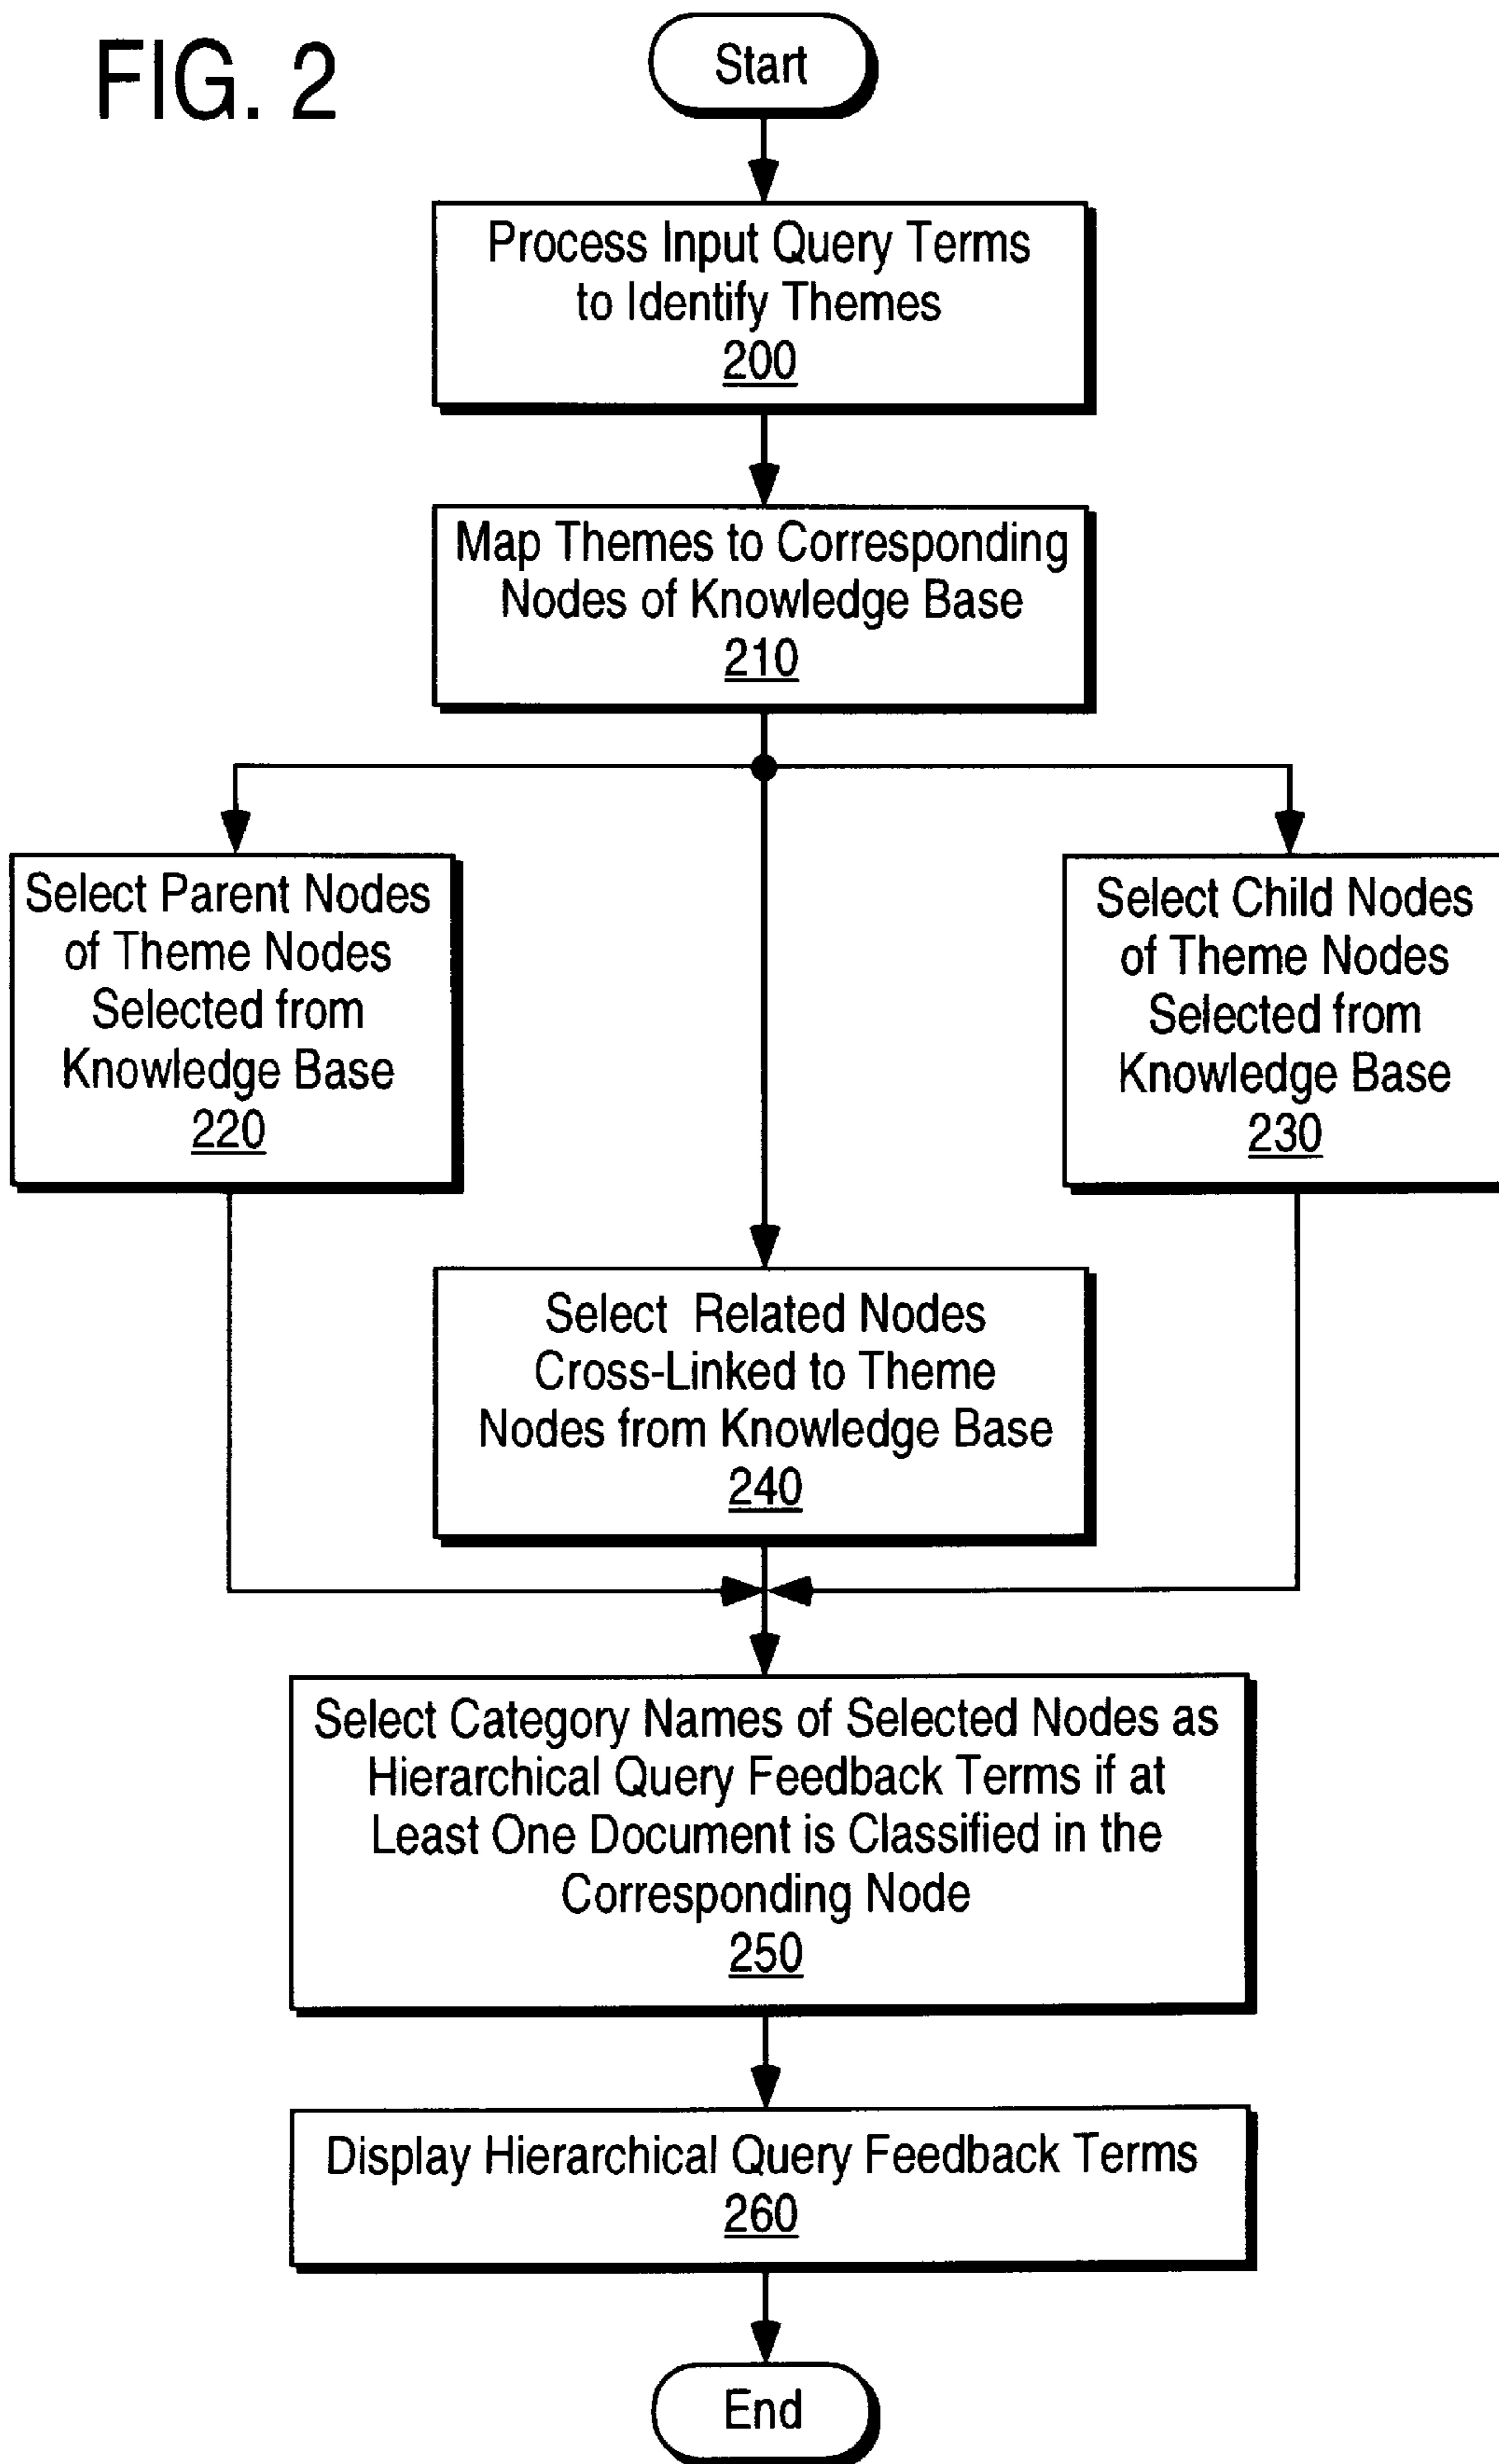 FIG. 2
Start
Process Input Query Terms
to Identify Themes
200
Map Themes to Corresponding
Nodes of Knowledge Base
210
Select Parent Nodes
of Theme Nodes
Selected from
Knowledge Base
220
Select Child Nodes
of Theme Nodes
Selected from
Knowledge Base
230
Select Related Nodes
Cross-Linked to Theme
Nodes from Knowledge Base
240
Select Category Names of Selected Nodes as
Hierarchical Query Feedback Terms if at
Least One Document is Classified in the
Corresponding Node
250
Display Hierarchical Query Feedback Terms
260
End